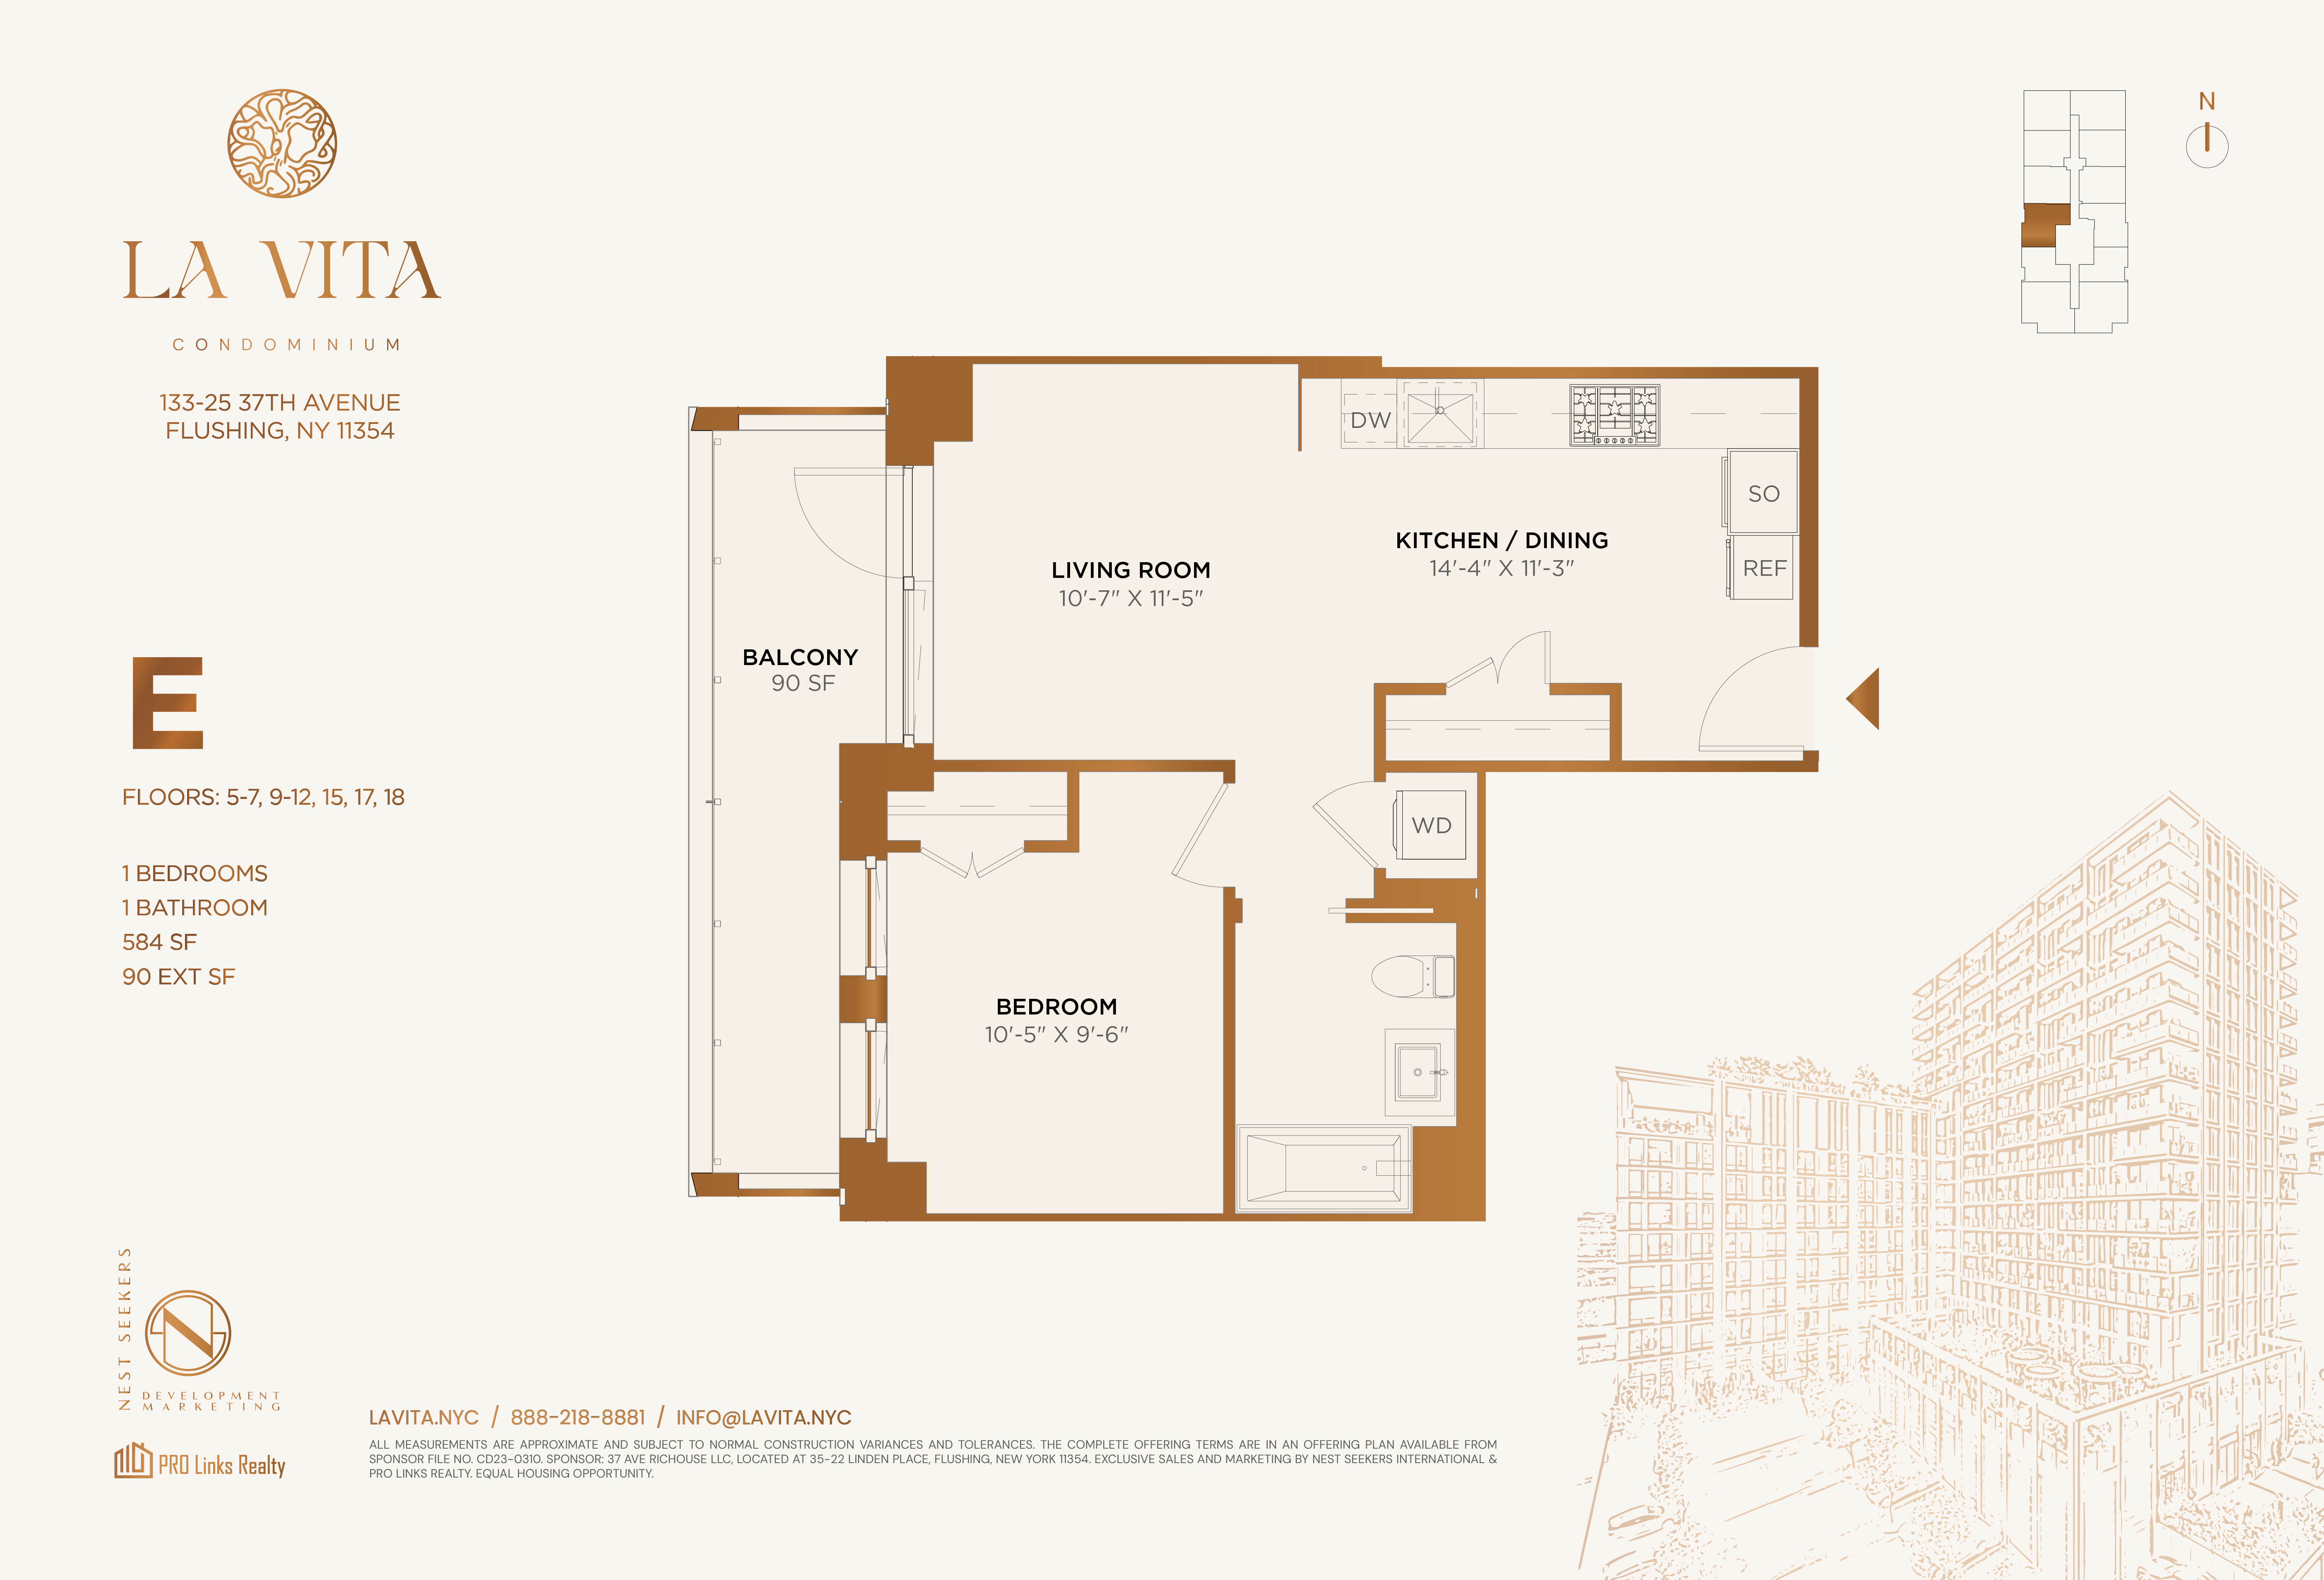 LA VITA
CONDOMINIUM
133-25 37TH AVENUE
FLUSHING, NY 11354
N
E
FLOORS: 5-7, 9-12, 15, 17, 18
1 BEDROOMS
1 BATHROOM
584 SF
90 EXT SF
DW
SO
REF
KITCHEN / DINING
14'-4" X 11'-3"
LIVING ROOM
10'-7" X 11'-5"
BALCONY
90 SF
WD
BEDROOM
10'-5" X 9'-6"
NEST SEEKERS
N
DEVELOPMENT
MARKETING
PRO Links Realty
LAVITA.NYC / 888-218-8881 / INFO@LAVITA.NYC
ALL MEASUREMENTS ARE APPROXIMATE AND SUBJECT TO NORMAL CONSTRUCTION VARIANCES AND TOLERANCES. THE COMPLETE OFFERING TERMS ARE IN AN OFFERING PLAN AVAILABLE FROM
SPONSOR FILE NO. CD23-0310. SPONSOR: 37 AVE RICHOUSE LLC, LOCATED AT 35-22 LINDEN PLACE, FLUSHING, NEW YORK 11354. EXCLUSIVE SALES AND MARKETING BY NEST SEEKERS INTERNATIONAL &
PRO LINKS REALTY. EQUAL HOUSING OPPORTUNITY.